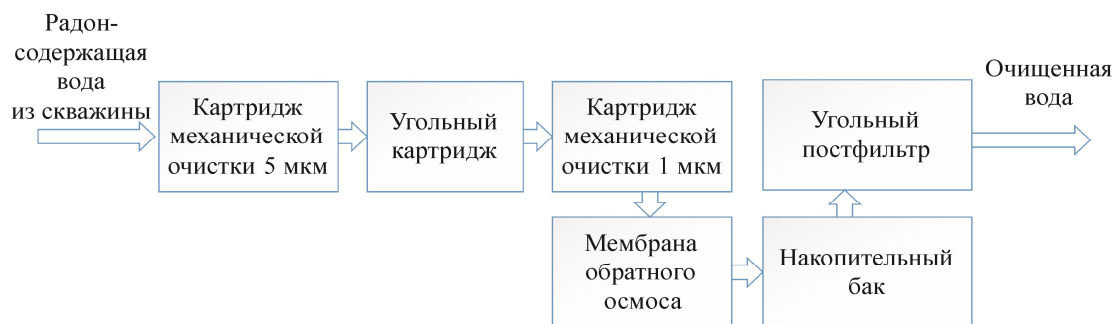 Радон-
содержащая
вода
из скважины
Картридж
механической
очистки 5 мкм
Угольный
картридж
Картридж
механической
очистки 1 мкм
Мембрана
обратного
осмоса
Накопительный
бак
Угольный
постфильтр
Очищенная
вода